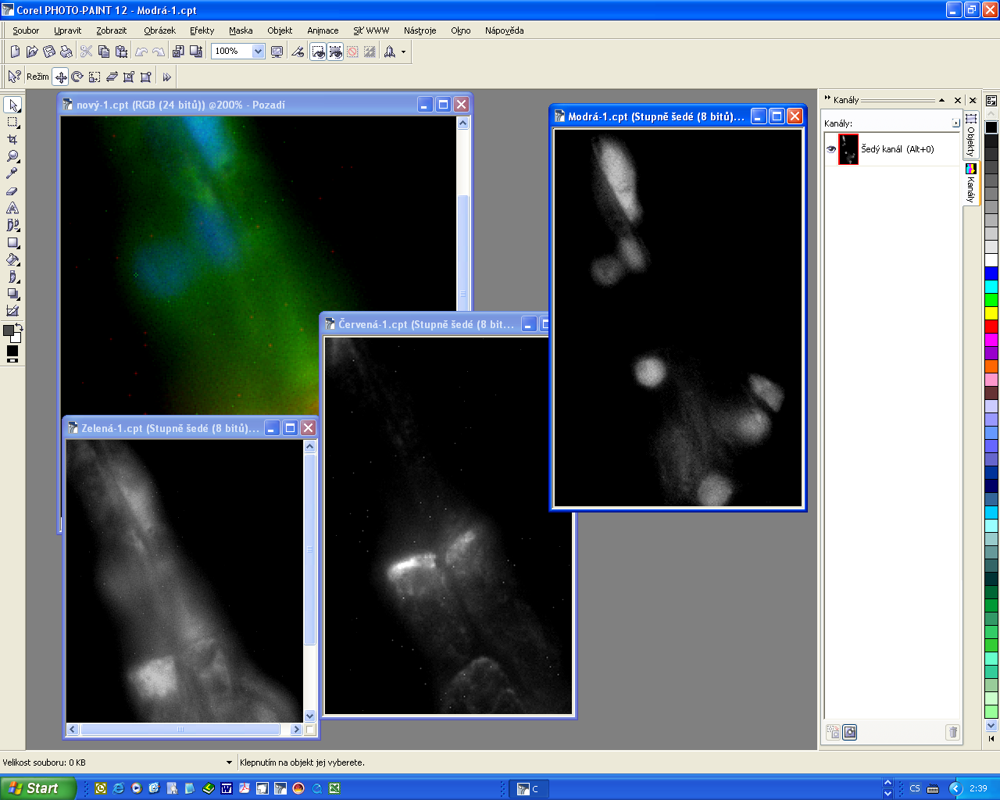 Corel PHOTO-PAINT 12 - Modrá-1.cpt
Soubor Upravit Zobrazit Obrázek Efekty Maska Objekt Animace Síť WWW Nástroje Okno Nápověda
100%
Režim
nový-1.cpt (RGB (24 bitů)) @200% - Pozadí
Modrá-1.cpt (Stupně šedé (8 bitů)...
Kanály
Kanály:
Šedý kanál (Alt+0)
Objekty
Kanály
Červená-1.cpt (Stupně šedé (8 bit...
Zelená-1.cpt (Stupně šedé (8 bitů)...
Velikost souboru: 0 KB
Klepnutím na objekt jej vyberete.
Start
C
CS
2:39